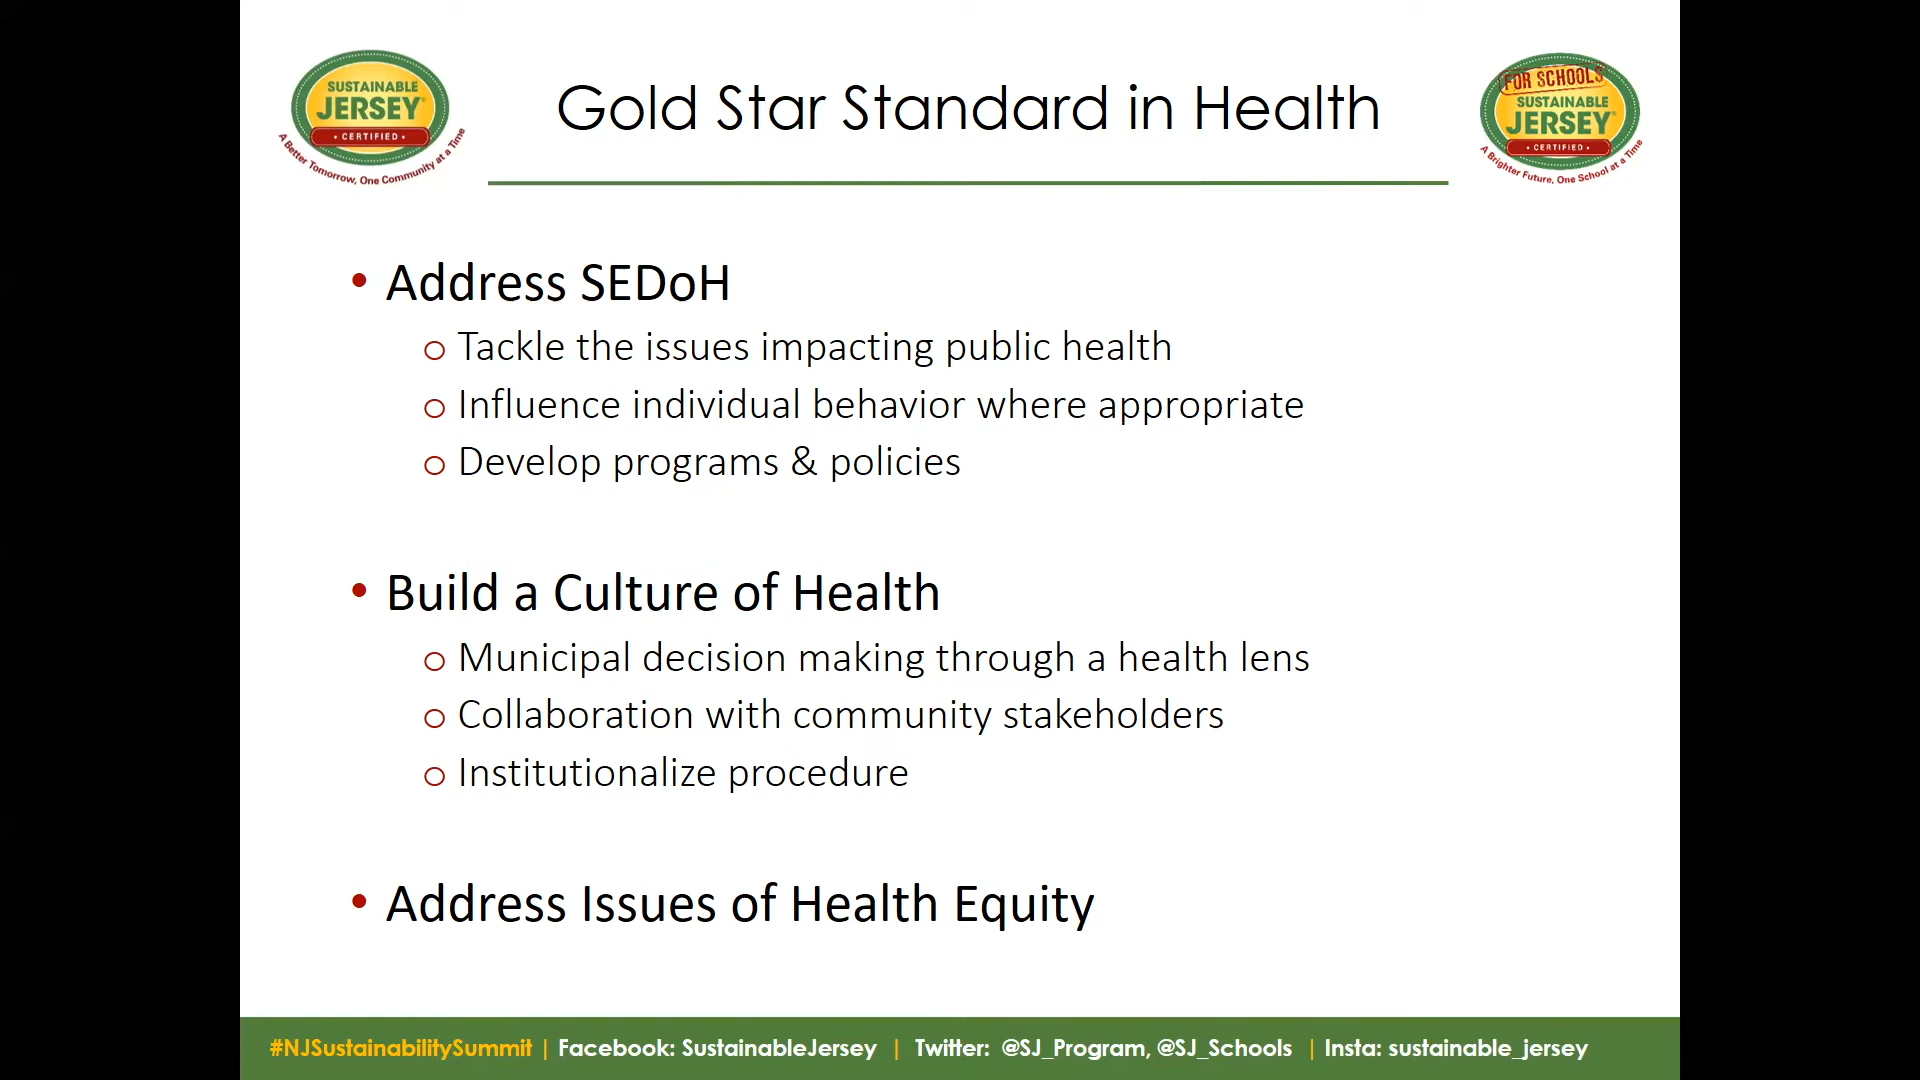 SUSTAINABLE
JERSEY
• CERTIFIED •
A Better Tomorrow, One Community at a Time
Gold Star Standard in Health
FOR SCHOOLS
SUSTAINABLE
JERSEY
• CERTIFIED •
A Brighter Future, One School at a Time
• Address SEDoH
o Tackle the issues impacting public health
o Influence individual behavior where appropriate
o Develop programs & policies
• Build a Culture of Health
o Municipal decision making through a health lens
o Collaboration with community stakeholders
o Institutionalize procedure
• Address Issues of Health Equity
#NJSustainabilitySummit | Facebook: SustainableJersey | Twitter: @SJ_Program, @SJ_Schools | Insta: sustainable_jersey